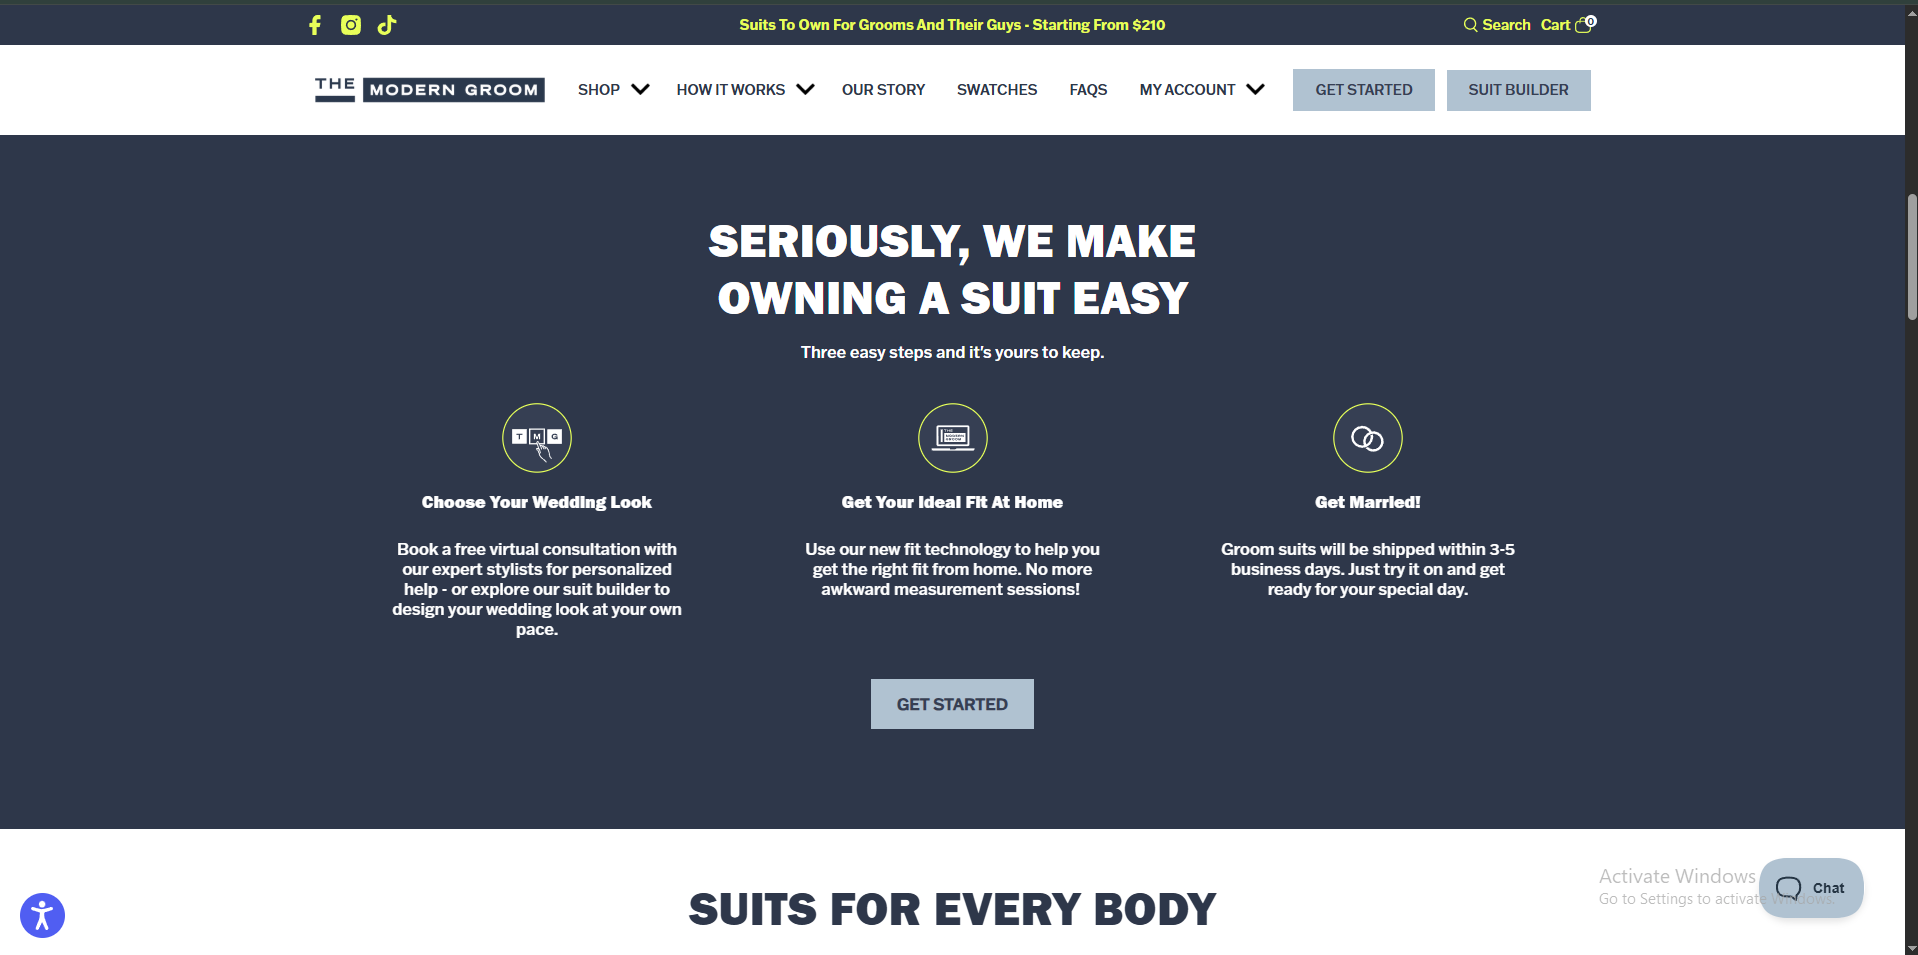 Suits To Own For Grooms And Their Guys - Starting From $210
Search Cart 0
THE MODERN GROOM
SHOP HOW IT WORKS OUR STORY SWATCHES FAQS MY ACCOUNT GET STARTED SUIT BUILDER
SERIOUSLY, WE MAKE
OWNING A SUIT EASY
Three easy steps and it's yours to keep.
T M G
THE
MODERN
GROOM
Choose Your Wedding Look
Book a free virtual consultation with
our expert stylists for personalized
help - or explore our suit builder to
design your wedding look at your own
pace.
Get Your Ideal Fit At Home
Use our new fit technology to help you
get the right fit from home. No more
awkward measurement sessions!
Get Married!
Groom suits will be shipped within 3-5
business days. Just try it on and get
ready for your special day.
GET STARTED
SUITS FOR EVERY BODY
Activate Windows
Go to Settings to activate Windows.
Chat